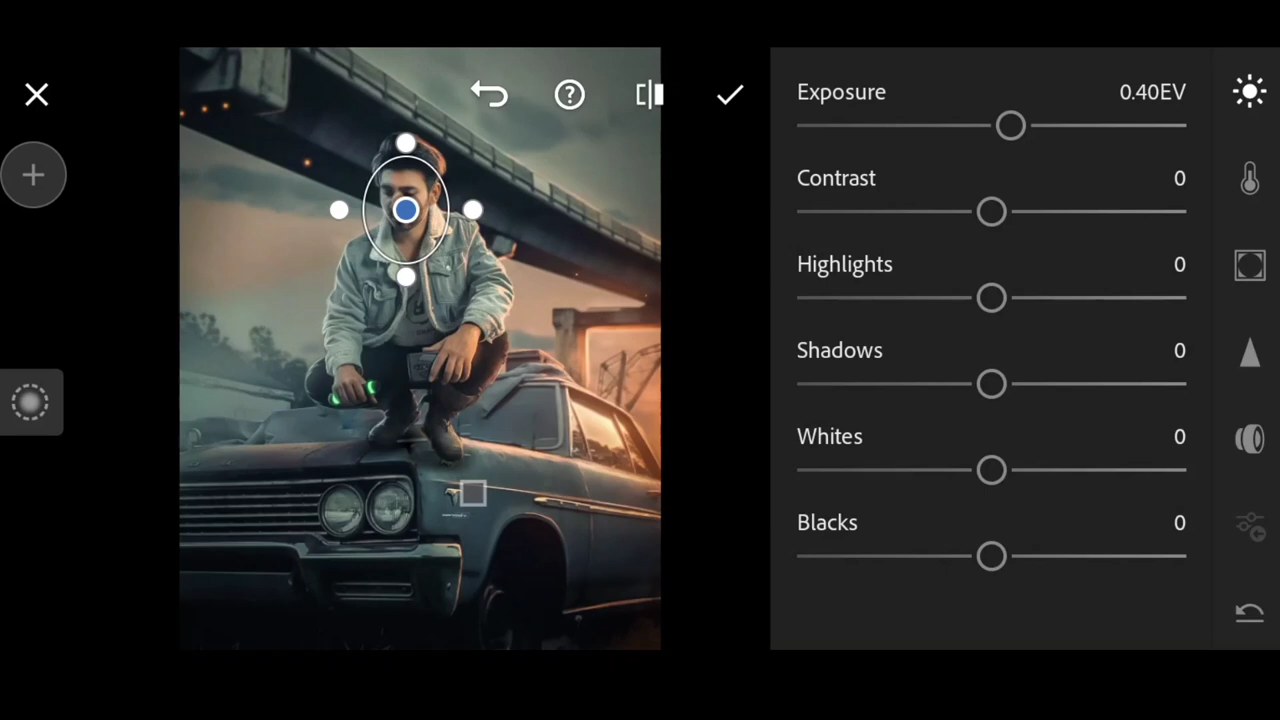 Exposure 0.40EV
Contrast 0
Highlights 0
Shadows 0
Whites 0
Blacks 0